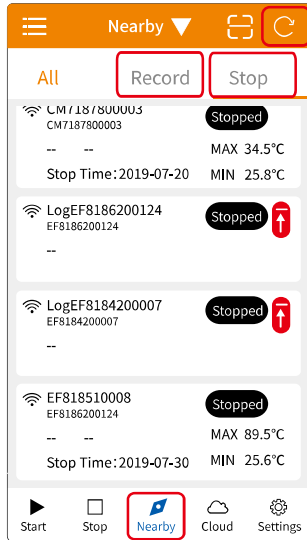 Nearby
All Record Stop
CM7187800003 Stopped
CM7187800003
-- -- MAX 34.5°C
Stop Time:2019-07-20 MIN 25.8°C
LogEF8186200124 Stopped
EF8186200124
--
LogEF8184200007 Stopped
EF8184200007
--
EF818510008 Stopped
EF8186200124
-- -- MAX 89.5°C
Stop Time:2019-07-30 MIN 25.6°C
Start Stop Nearby Cloud Settings